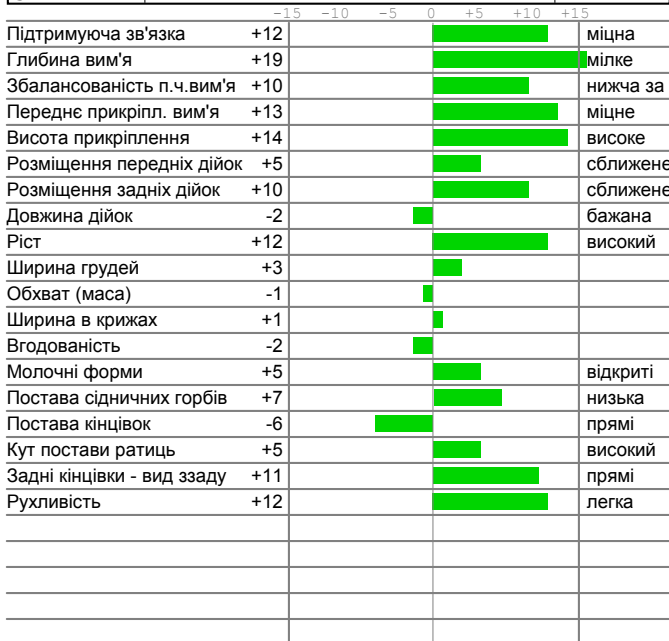 -15 -10 -5 0 +5 +10 +15
Підтримуюча зв'язка +12 міцна
Глибина вим'я +19 мілке
Збалансованість п.ч.вим'я +10 нижча за
Переднє прикріпл. вим'я +13 міцне
Висота прикріплення +14 високе
Розміщення передніх дійок +5 сближене
Розміщення задніх дійок +10 сближене
Довжина дійок -2 бажана
Ріст +12 високий
Ширина грудей +3
Обхват (маса) -1
Ширина в крижах +1
Вгодованість -2
Молочні форми +5 відкриті
Постава сідничних горбів +7 низька
Постава кінцівок -6 прямі
Кут постави ратиць +5 високий
Задні кінцівки - вид ззаду +11 прямі
Рухливість +12 легка